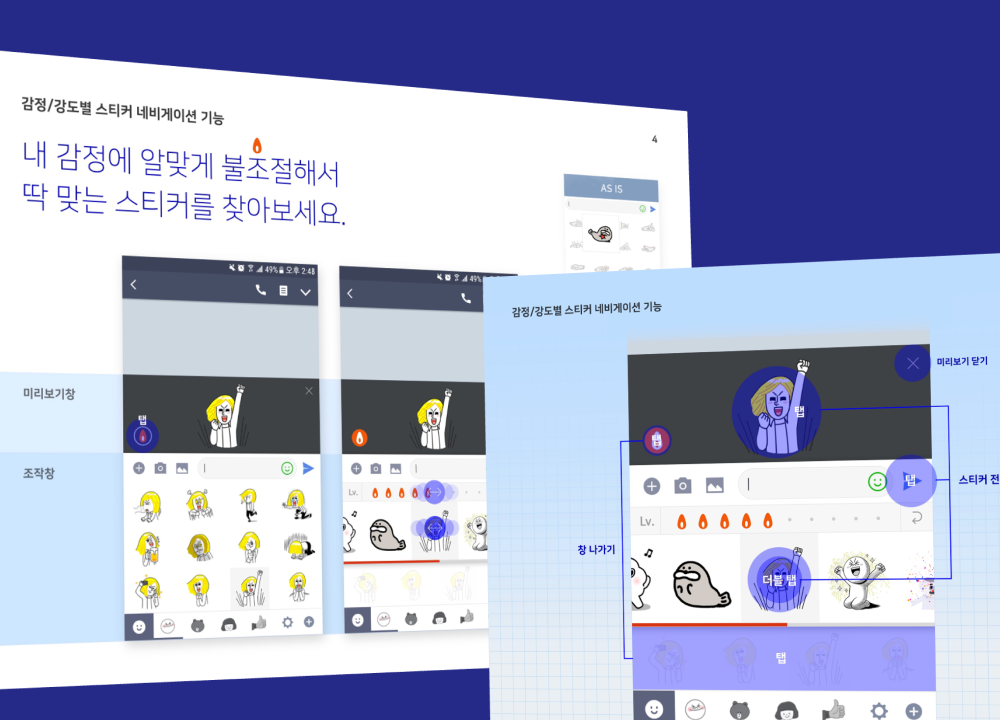 감정/강도별 스티커 네비게이션 기능
4
내 감정에 알맞게 불조절해서
딱 맞는 스티커를 찾아보세요.
AS IS
49% 오후 2:48
49%
미리보기창
탭
조작창
Lv.
감정/강도별 스티커 네비게이션 기능
미리보기 닫기
탭
탭
탭
스티커 전
Lv.
창 나가기
더블 탭
탭